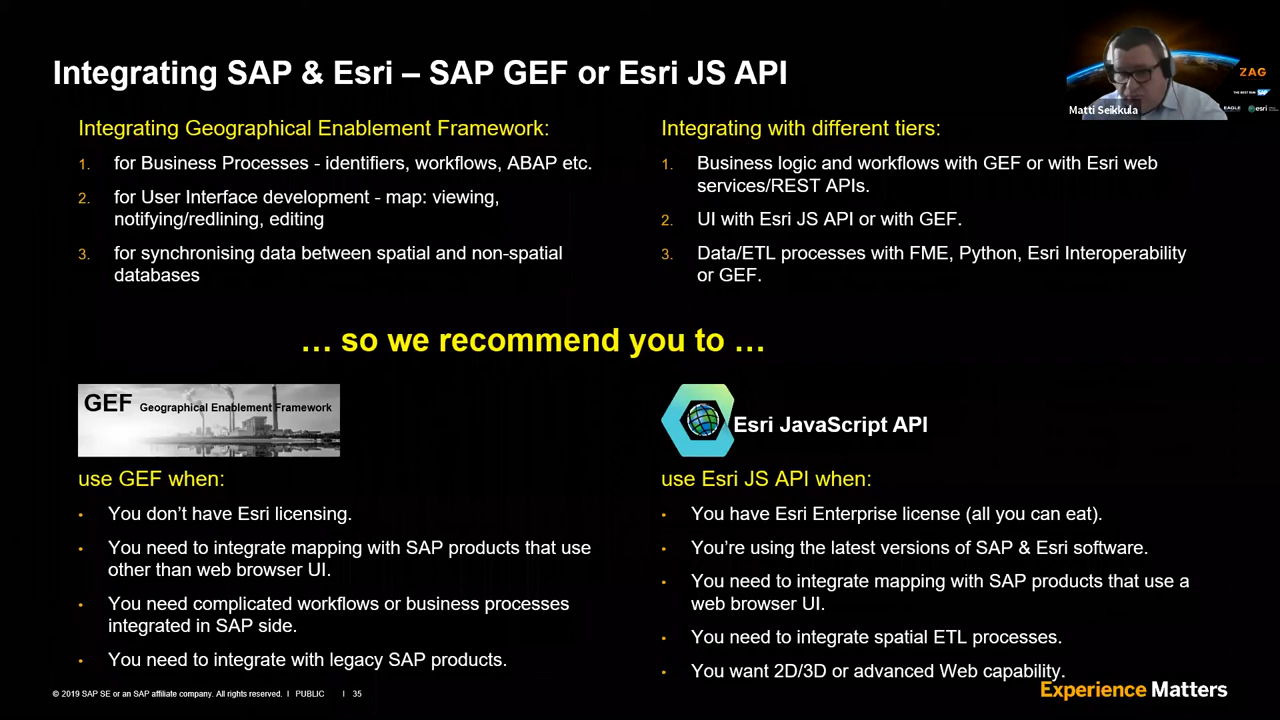 Integrating SAP & Esri – SAP GEF or Esri JS API
ZAG
THE BEST RUN SAP
EAGLE
esri
Matti Seikkula
Integrating Geographical Enablement Framework:
1. for Business Processes - identifiers, workflows, ABAP etc.
2. for User Interface development - map: viewing,
notifying/redlining, editing
3. for synchronising data between spatial and non-spatial
databases
Integrating with different tiers:
1. Business logic and workflows with GEF or with Esri web
services/REST APIs.
2. UI with Esri JS API or with GEF.
3. Data/ETL processes with FME, Python, Esri Interoperability
or GEF.
… so we recommend you to …
GEF Geographical Enablement Framework
use GEF when:
• You don’t have Esri licensing.
• You need to integrate mapping with SAP products that use
other than web browser UI.
• You need complicated workflows or business processes
integrated in SAP side.
• You need to integrate with legacy SAP products.
Esri JavaScript API
use Esri JS API when:
• You have Esri Enterprise license (all you can eat).
• You’re using the latest versions of SAP & Esri software.
• You need to integrate mapping with SAP products that use a
web browser UI.
• You need to integrate spatial ETL processes.
• You want 2D/3D or advanced Web capability.
© 2019 SAP SE or an SAP affiliate company. All rights reserved. I PUBLIC I 35
Experience Matters